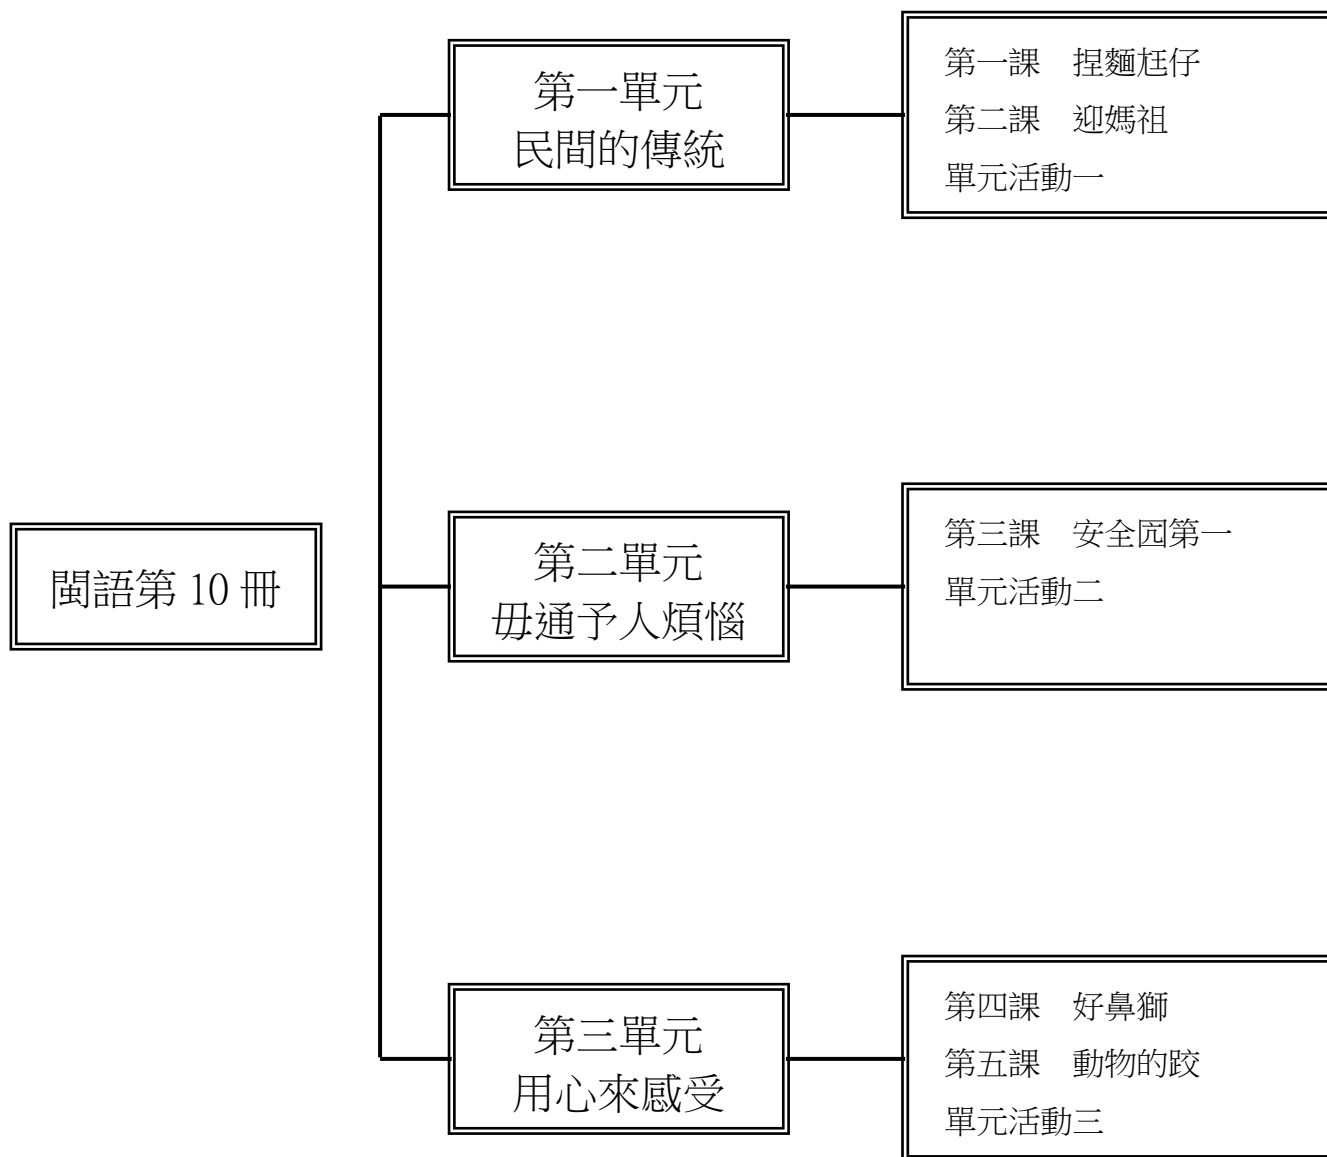 閩語第 10 冊
第一單元
民間的傳統
第一課　捏麵尪仔
第二課　迎媽祖
單元活動一
第二單元
毋通予人煩惱
第三課　安全囥第一
單元活動二
第三單元
用心來感受
第四課　好鼻獅
第五課　動物的跤
單元活動三